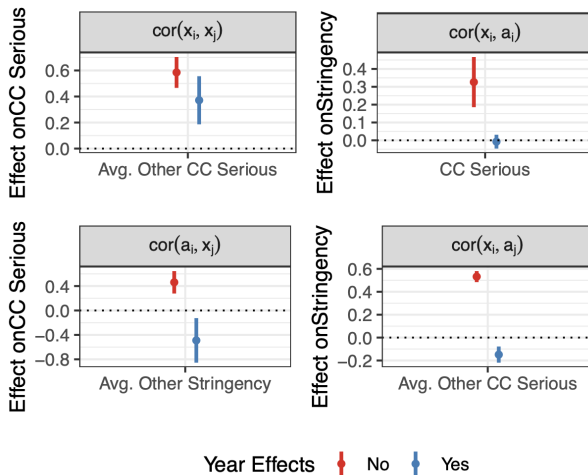 cor(xᵢ, xⱼ)
Effect onCC Serious
0.6
0.4
0.2
0.0
Avg. Other CC Serious
cor(xᵢ, aᵢ)
Effect onStringency
0.4
0.3
0.2
0.1
0.0
CC Serious
cor(aᵢ, xⱼ)
Effect onCC Serious
0.4
0.0
−0.4
−0.8
Avg. Other Stringency
cor(xᵢ, aⱼ)
Effect onStringency
0.6
0.4
0.2
0.0
−0.2
Avg. Other CC Serious
Year Effects No Yes